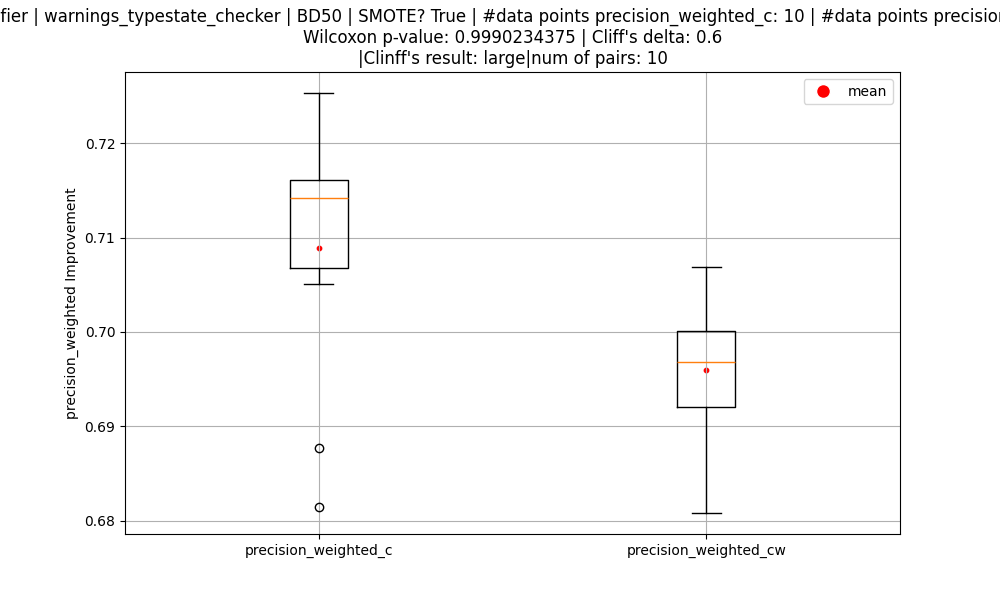 fier | warnings_typestate_checker | BD50 | SMOTE? True | #data points precision_weighted_c: 10 | #data points precision
Wilcoxon p-value: 0.9990234375 | Cliff's delta: 0.6
|Clinff's result: large|num of pairs: 10
mean
0.72
0.71
0.70
0.69
0.68
precision_weighted Improvement
precision_weighted_c
precision_weighted_cw